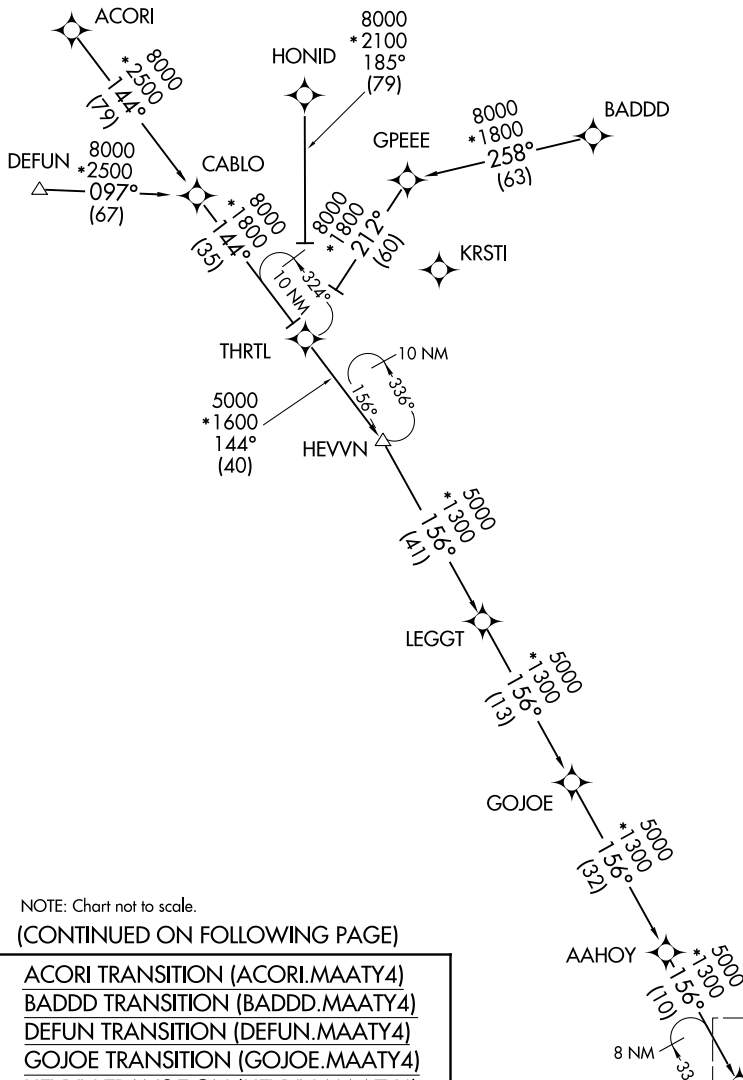 ACORI
8000
*2500
144°
(79)
HONID
8000
*2100
185°
(79)
BADDD
8000
*1800
258°
(63)
GPEEE
DEFUN
8000
*2500
097°
(67)
CABLO
8000
*1800
144°
(35)
8000
*1800
212°
(60)
KRSTI
324°
10 NM
THRTL
5000
*1600
144°
(40)
10 NM
336°
156°
HEVVN
5000
*1300
156°
(41)
LEGGT
5000
*1300
156°
(13)
GOJOE
5000
*1300
156°
(32)
AAHOY
5000
*1300
156°
(10)
8 NM
NOTE: Chart not to scale.
(CONTINUED ON FOLLOWING PAGE)
ACORI TRANSITION (ACORI.MAATY4)
BADDD TRANSITION (BADDD.MAATY4)
DEFUN TRANSITION (DEFUN.MAATY4)
GOJOE TRANSITION (GOJOE.MAATY4)